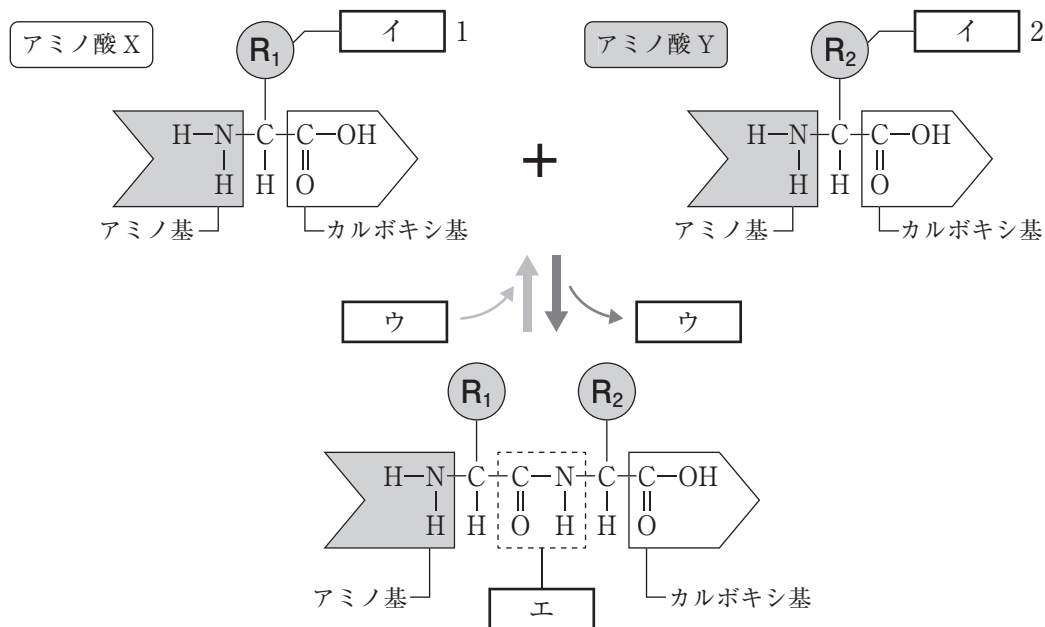 アミノ酸 X
R₁
イ 1
アミノ酸 Y
R₂
イ 2
H—N—C—C—OH
H H O
アミノ基
カルボキシ基
+
H—N—C—C—OH
H H O
アミノ基
カルボキシ基
ウ
ウ
R₁
R₂
H—N—C—C—N—C—C—OH
H H O H H O
アミノ基
エ
カルボキシ基